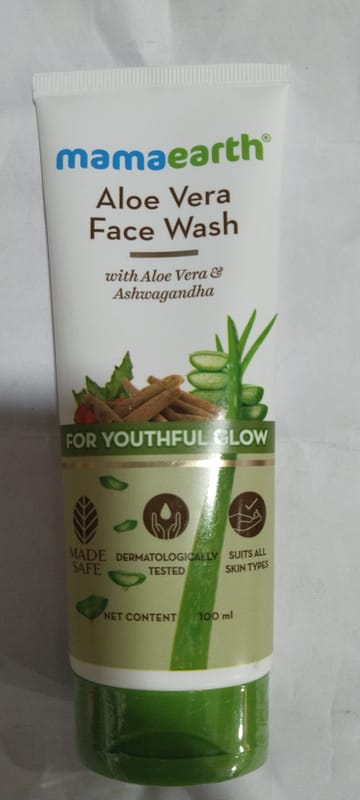 mamaearth®
Aloe Vera
Face Wash
with Aloe Vera &
Ashwagandha
FOR YOUTHFUL GLOW
MADE
SAFE
DERMATOLOGICALLY
TESTED
SUITS ALL
SKIN TYPES
NET CONTENT 100 ml